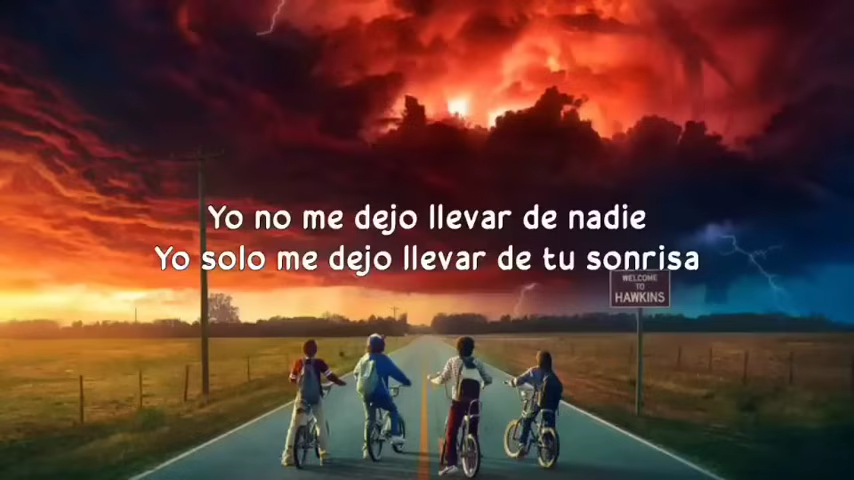 Yo no me dejo llevar de nadie
Yo solo me dejo llevar de tu sonrisa
WELCOME
TO
HAWKINS